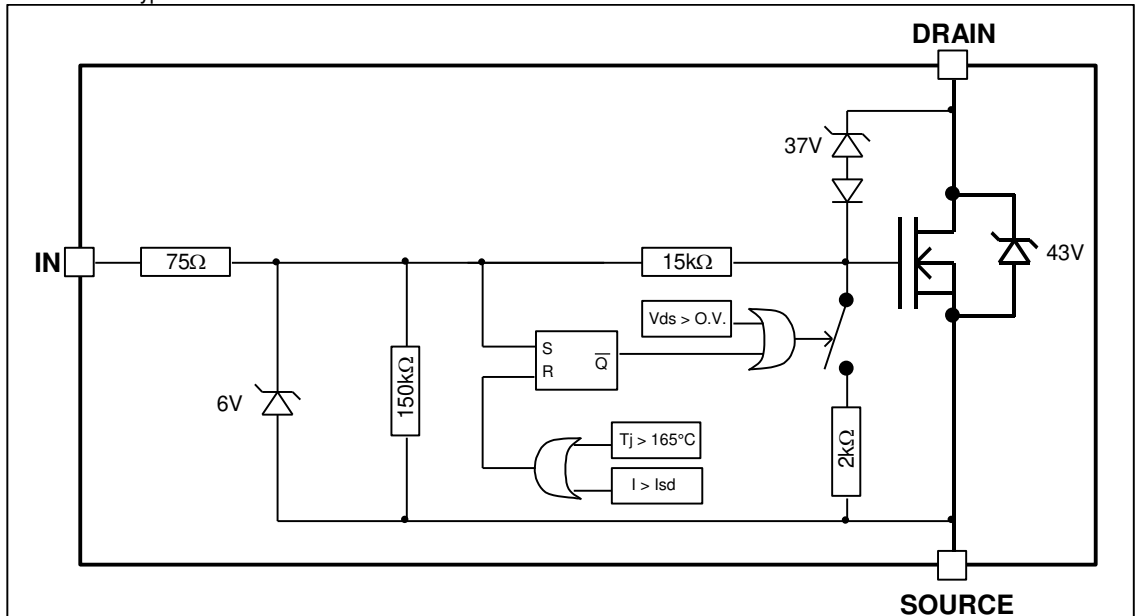 DRAIN
37V
43V
IN
75Ω
15kΩ
Vds > O.V.
S
R
Q̅
150kΩ
6V
Tj > 165°C
I > Isd
2kΩ
SOURCE